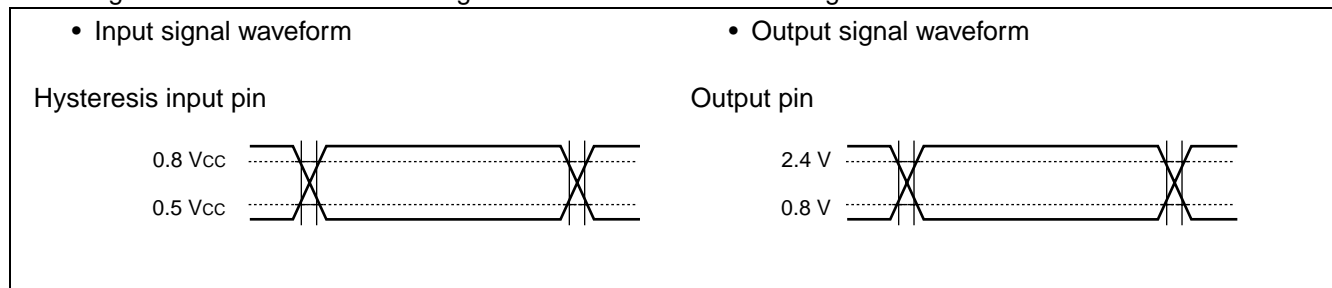 • Input signal waveform
• Output signal waveform
Hysteresis input pin
Output pin
0.8 VCC
0.5 VCC
2.4 V
0.8 V